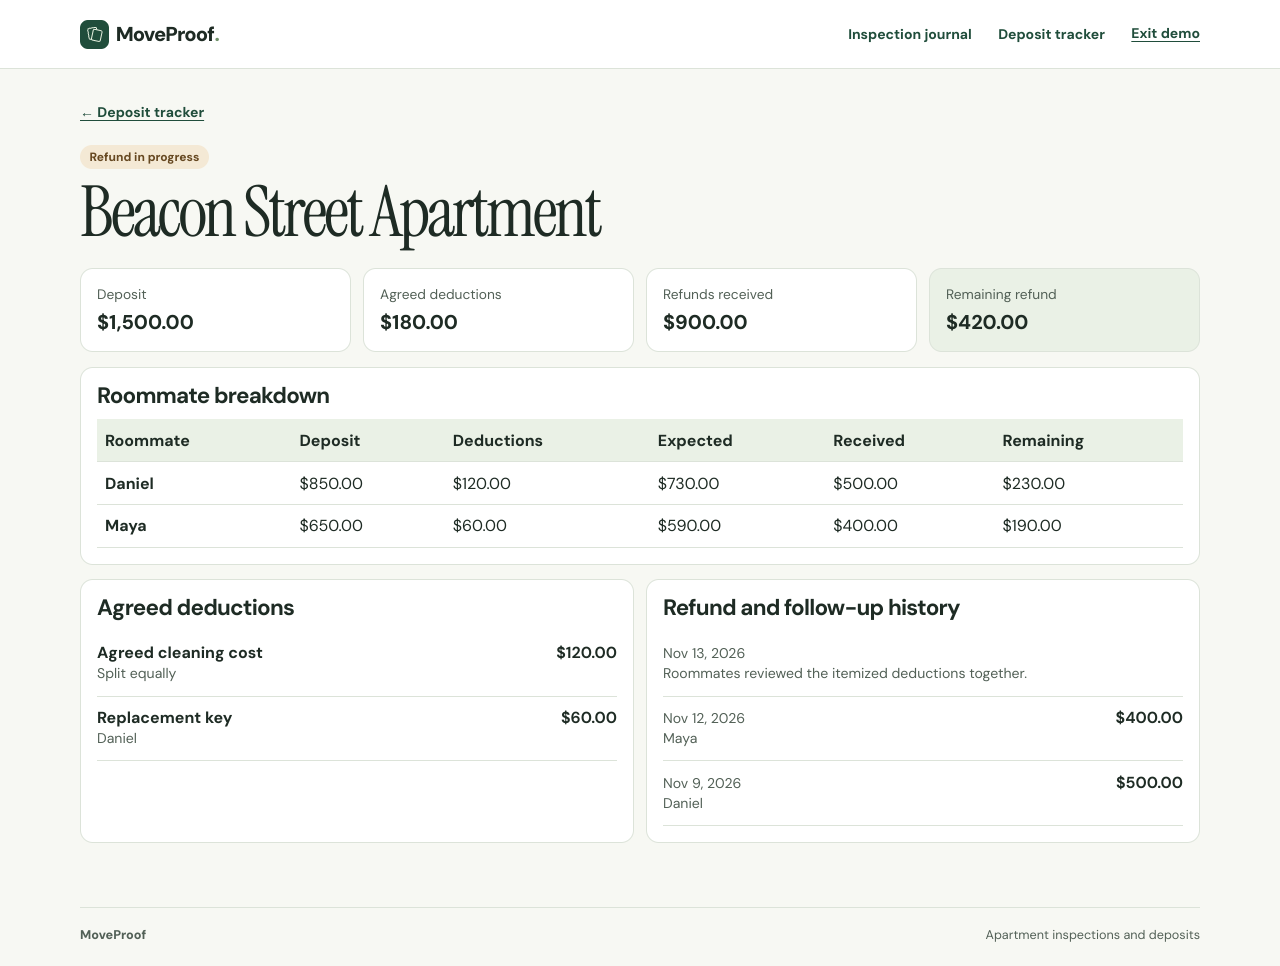 MoveProof.
Inspection journal
Deposit tracker
Exit demo
← Deposit tracker
Refund in progress
Beacon Street Apartment
Deposit
$1,500.00
Agreed deductions
$180.00
Refunds received
$900.00
Remaining refund
$420.00
Roommate breakdown
Roommate Deposit Deductions Expected Received Remaining
Daniel $850.00 $120.00 $730.00 $500.00 $230.00
Maya $650.00 $60.00 $590.00 $400.00 $190.00
Agreed deductions
Agreed cleaning cost $120.00
Split equally
Replacement key $60.00
Daniel
Refund and follow-up history
Nov 13, 2026
Roommates reviewed the itemized deductions together.
Nov 12, 2026 $400.00
Maya
Nov 9, 2026 $500.00
Daniel
MoveProof
Apartment inspections and deposits